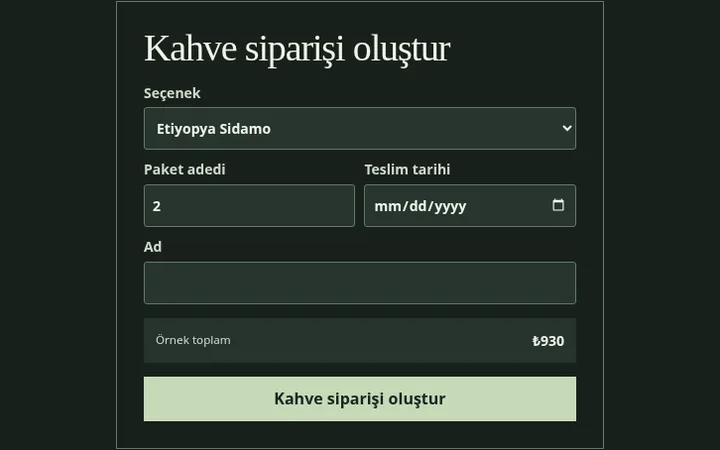 Kahve siparişi oluştur
Seçenek
Etiyopya Sidamo
Paket adedi
Teslim tarihi
2
mm/dd/yyyy
Ad
Örnek toplam
₺930
Kahve siparişi oluştur